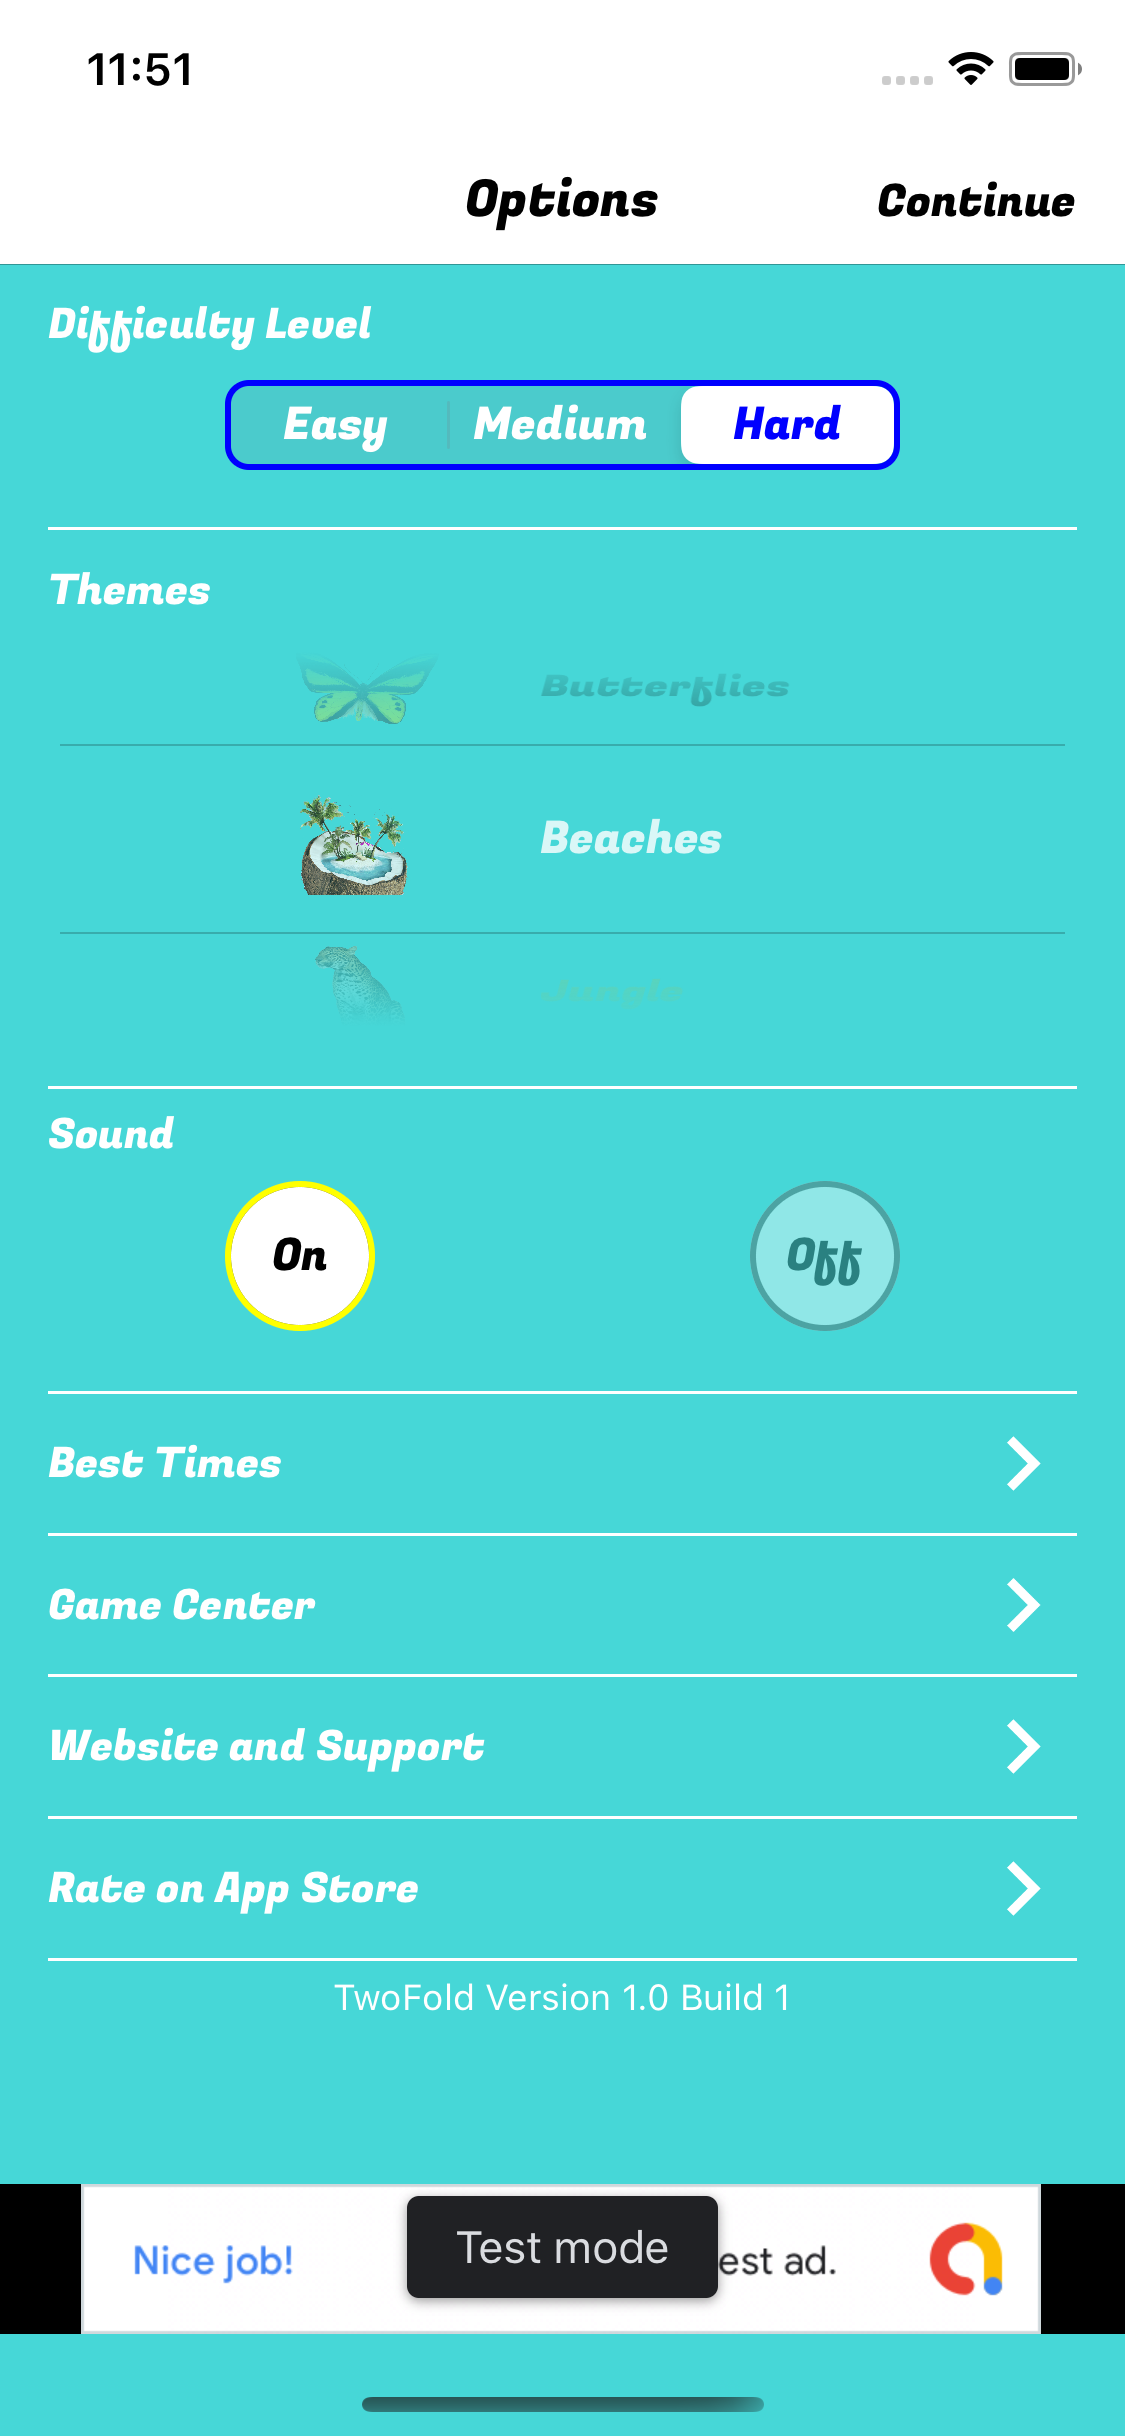 11:51
Options
Continue
Difficulty Level
Easy
Medium
Hard
Themes
Butterflies
Beaches
Jungle
Sound
On
Off
Best Times
Game Center
Website and Support
Rate on App Store
TwoFold Version 1.0 Build 1
Test mode
Nice job!
est ad.